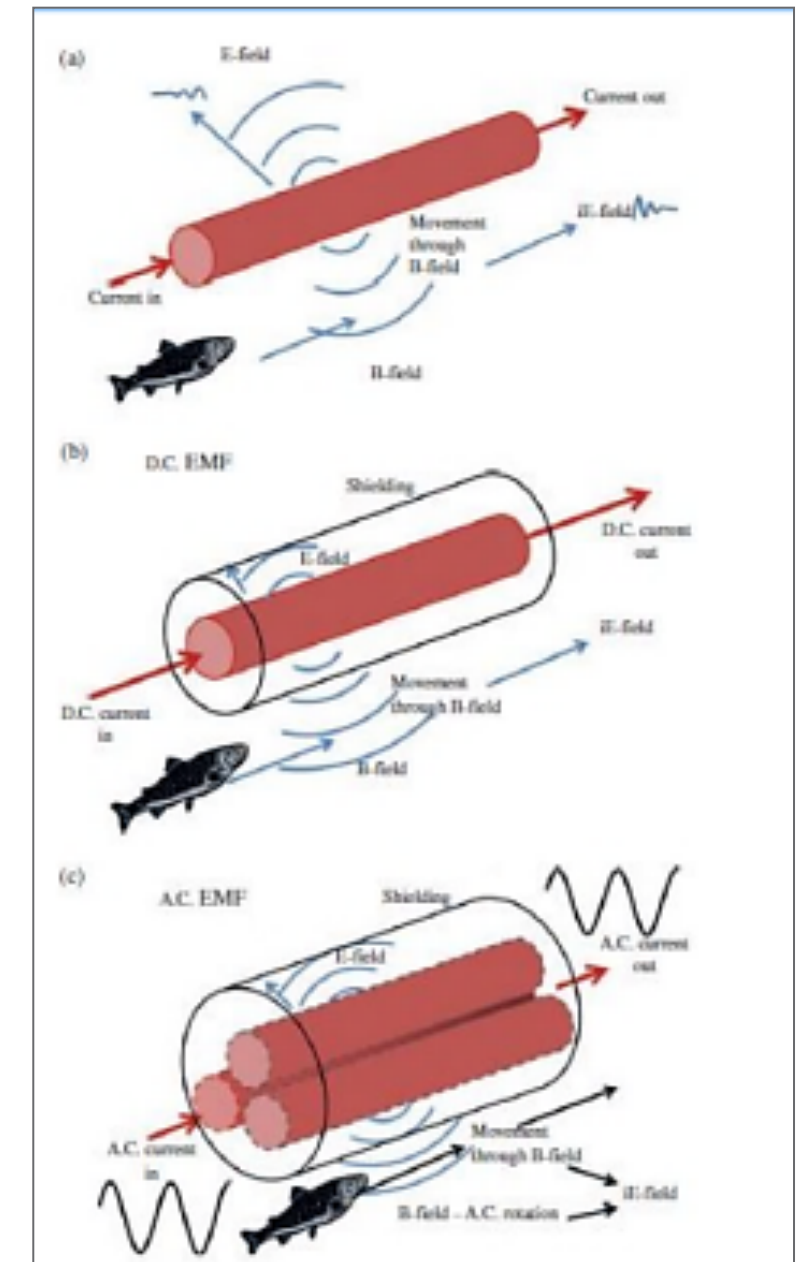 (a)
E-field
Current out
iE-field
Movement
through
B-field
Current in
B-field
(b)
D.C. EMF
Shielding
D.C. current
out
E-field
iE-field
Movement
through B-field
D.C. current
in
B-field
(c)
A.C. EMF
Shielding
A.C. current
out
E-field
Movement
through B-field
A.C. current
in
iE-field
B-field - A.C. rotation